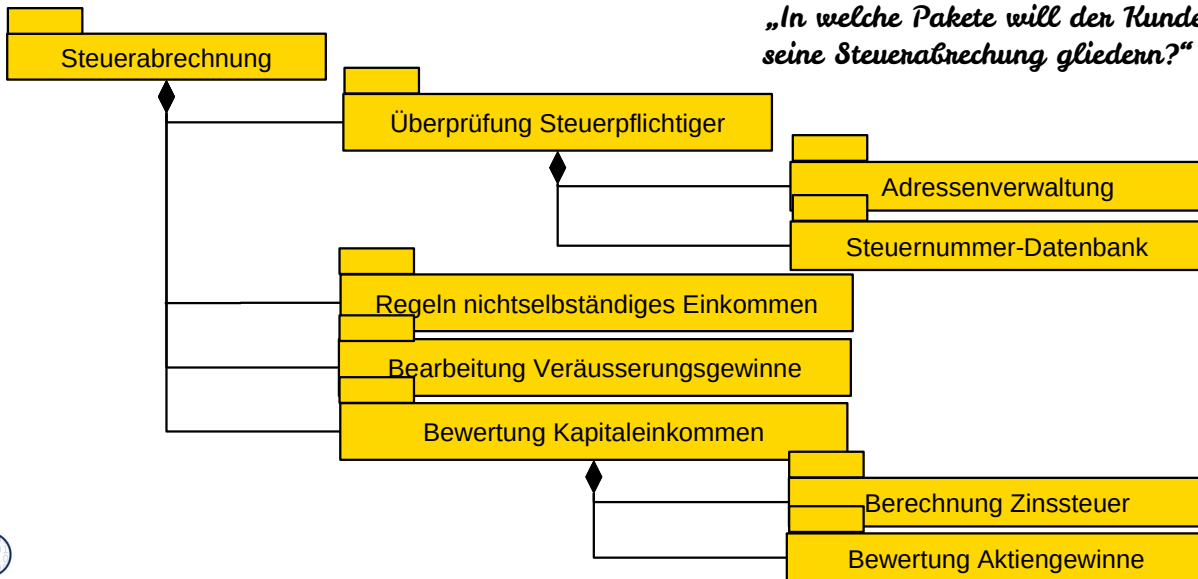 „In welche Pakete will der Kunde
seine Steuerabrechung gliedern?“
Steuerabrechnung
Überprüfung Steuerpflichtiger
Adressenverwaltung
Steuernummer-Datenbank
Regeln nichtselbständiges Einkommen
Bearbeitung Veräusserungsgewinne
Bewertung Kapitaleinkommen
Berechnung Zinssteuer
Bewertung Aktiengewinne